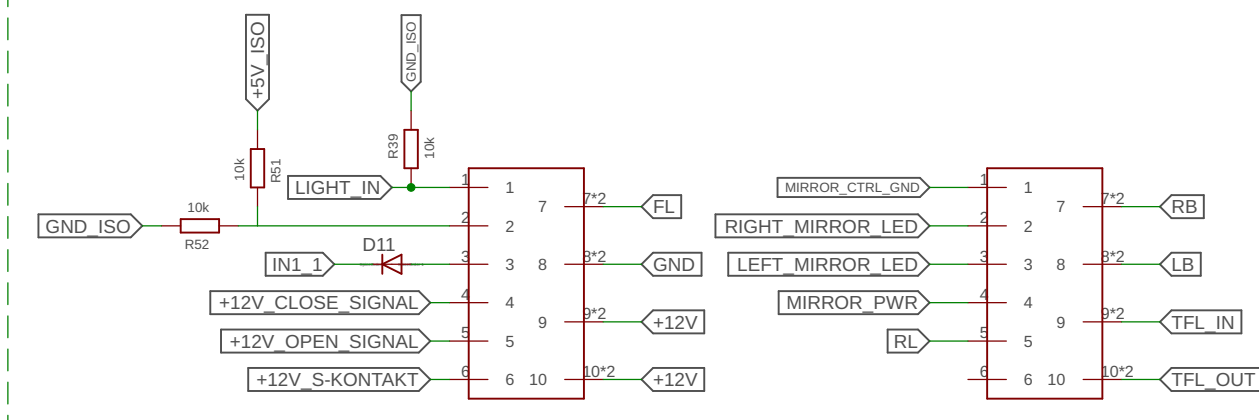 +5V_ISO
GND_ISO
10k
R51
R39
10k
LIGHT_IN
GND_ISO
10k
R52
D11
IN1_1
+12V_CLOSE_SIGNAL
+12V_OPEN_SIGNAL
+12V_S-KONTAKT
1 1
2 2
3 3
4 4
5 5
6 6
7 7*2 FL
8 8*2 GND
9 9*2 +12V
10 10*2 +12V
MIRROR_CTRL_GND
RIGHT_MIRROR_LED
LEFT_MIRROR_LED
MIRROR_PWR
RL
1 1
2 2
3 3
4 4
5 5
6 6
7 7*2 RB
8 8*2 LB
9 9*2 TFL_IN
10 10*2 TFL_OUT